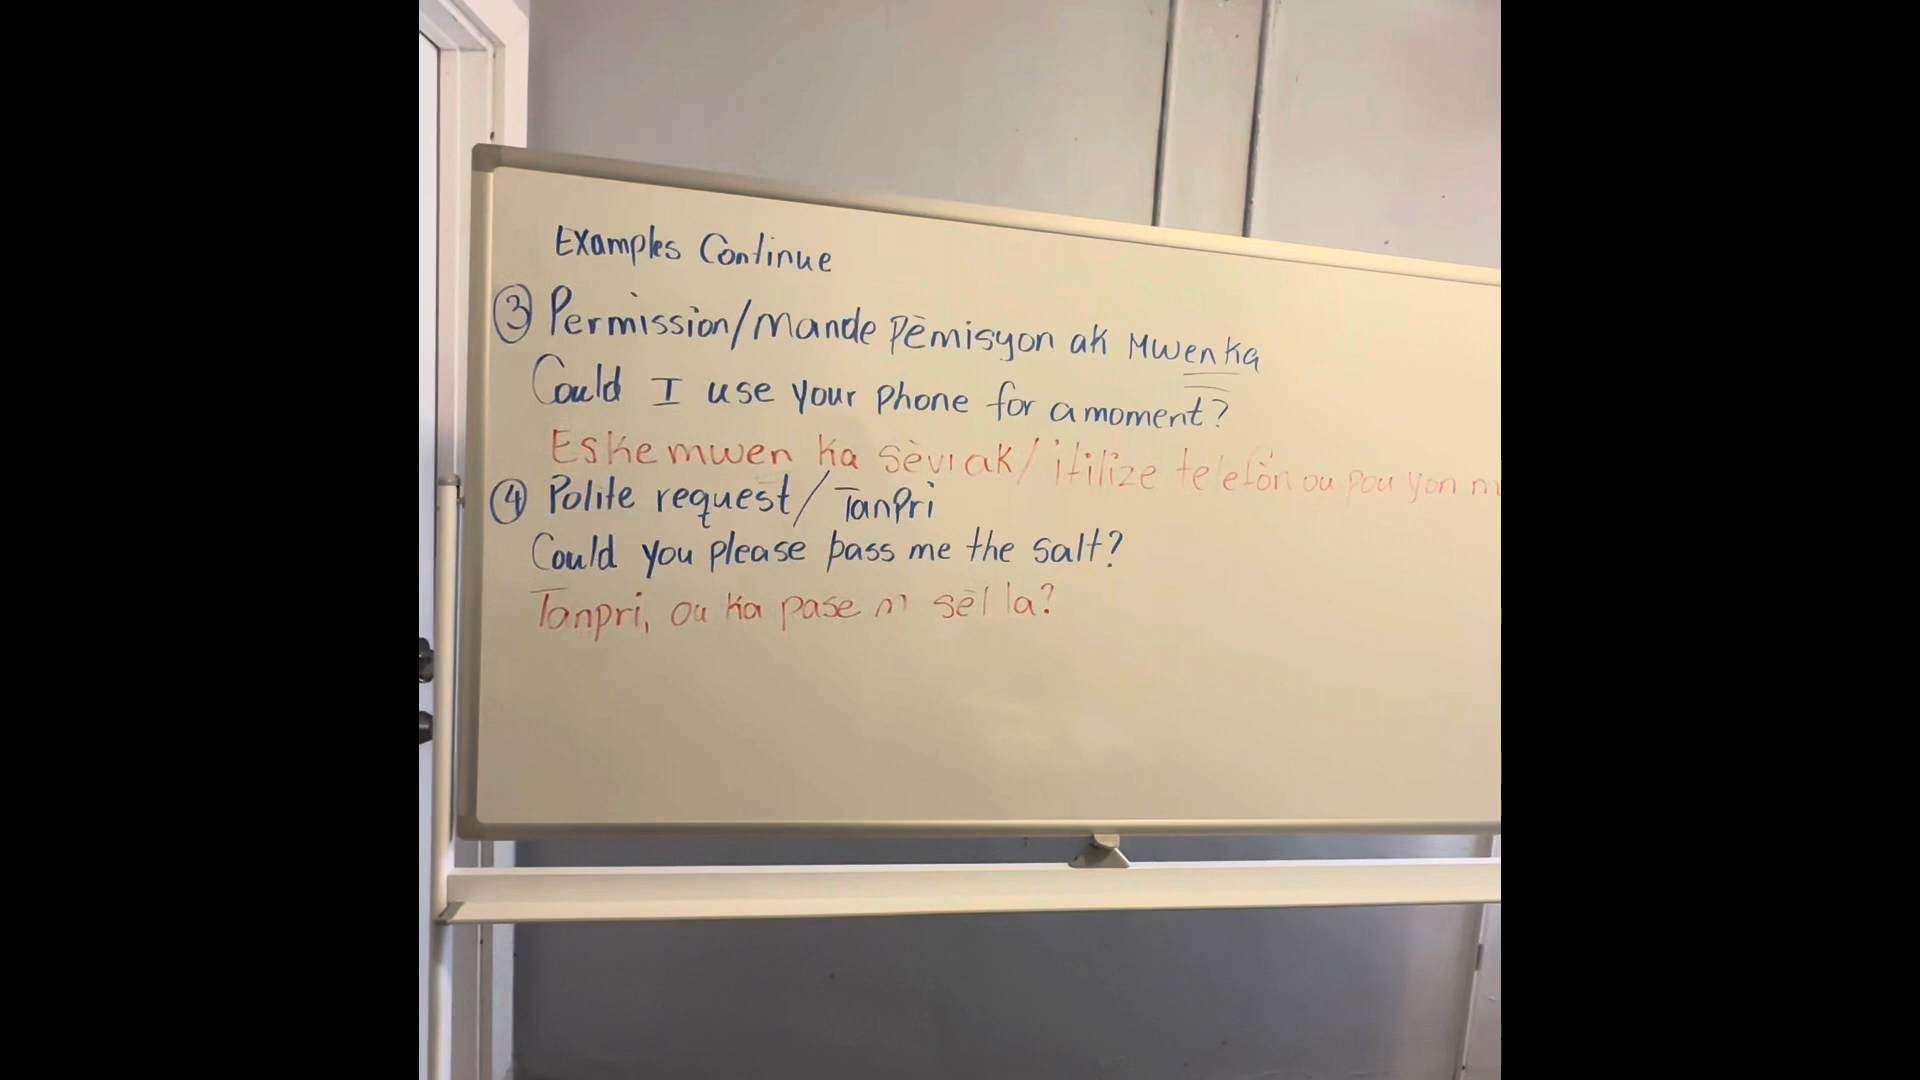 Examples Continue
③ Permission/Mande Pèmisyon ak Mwen ka
Could I use your phone for a moment?
Eske mwen ka sèvi ak/itilize telefòn ou pou yon
④ Polite request/Tanpri
Could you please pass me the salt?
Tanpri, ou ka pase m sèl la?